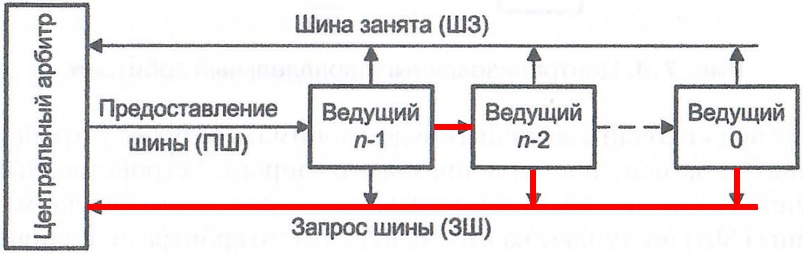 Центральный арбитр
Шина занята (ШЗ)
Предоставление
шины (ПШ)
Ведущий
n-1
Ведущий
n-2
Ведущий
0
Запрос шины (ЗШ)